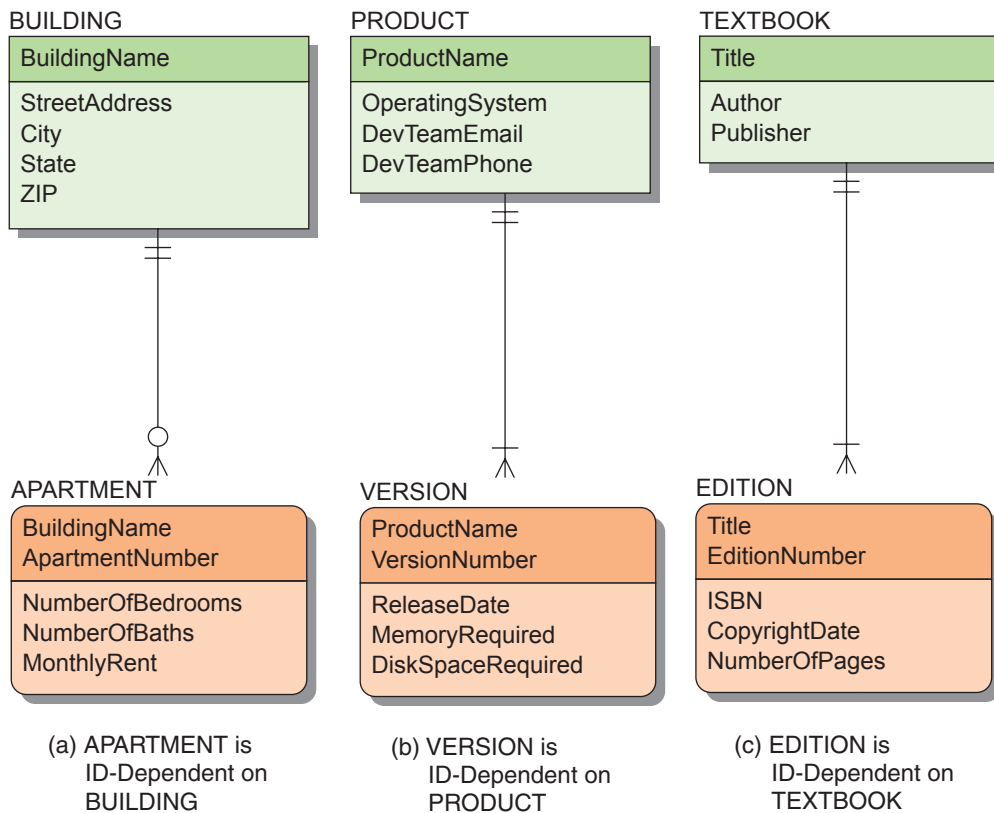 BUILDING
BuildingName
StreetAddress
City
State
ZIP
APARTMENT
BuildingName
ApartmentNumber
NumberOfBedrooms
NumberOfBaths
MonthlyRent
(a) APARTMENT is
ID-Dependent on
BUILDING
PRODUCT
ProductName
OperatingSystem
DevTeamEmail
DevTeamPhone
VERSION
ProductName
VersionNumber
ReleaseDate
MemoryRequired
DiskSpaceRequired
(b) VERSION is
ID-Dependent on
PRODUCT
TEXTBOOK
Title
Author
Publisher
EDITION
Title
EditionNumber
ISBN
CopyrightDate
NumberOfPages
(c) EDITION is
ID-Dependent on
TEXTBOOK